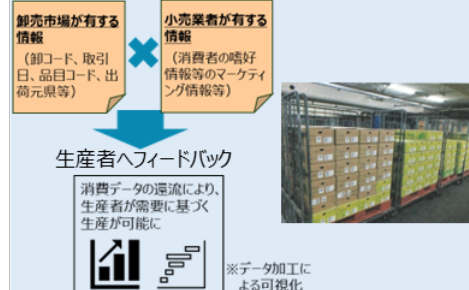 卸売市場が有する
情報
（卸コード、取引
日、品目コード、出
荷元県等）
小売業者が有する
情報
（消費者の嗜好
情報等のマーケティ
ング情報等）
生産者へフィードバック
消費データの還流により、
生産者が需要に基づく
生産が可能に
※データ加工に
よる可視化